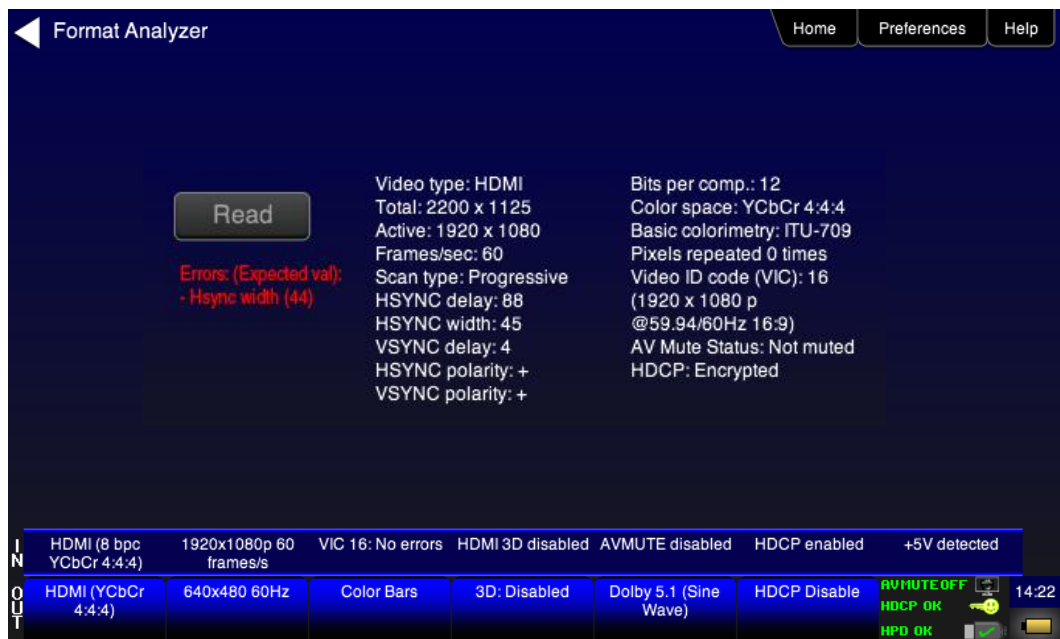 Format Analyzer
Home
Preferences
Help
Read
Errors: (Expected val):
- Hsync width (44)
Video type: HDMI
Total: 2200 x 1125
Active: 1920 x 1080
Frames/sec: 60
Scan type: Progressive
HSYNC delay: 88
HSYNC width: 45
VSYNC delay: 4
HSYNC polarity: +
VSYNC polarity: +
Bits per comp.: 12
Color space: YCbCr 4:4:4
Basic colorimetry: ITU-709
Pixels repeated 0 times
Video ID code (VIC): 16
(1920 x 1080 p
@59.94/60Hz 16:9)
AV Mute Status: Not muted
HDCP: Encrypted
IN
HDMI (8 bpc
YCbCr 4:4:4)
1920x1080p 60
frames/s
VIC 16: No errors
HDMI 3D disabled
AVMUTE disabled
HDCP enabled
+5V detected
OUT
HDMI (YCbCr
4:4:4)
640x480 60Hz
Color Bars
3D: Disabled
Dolby 5.1 (Sine
Wave)
HDCP Disable
AVMUTE OFF
HDCP OK
HPD OK
14:22